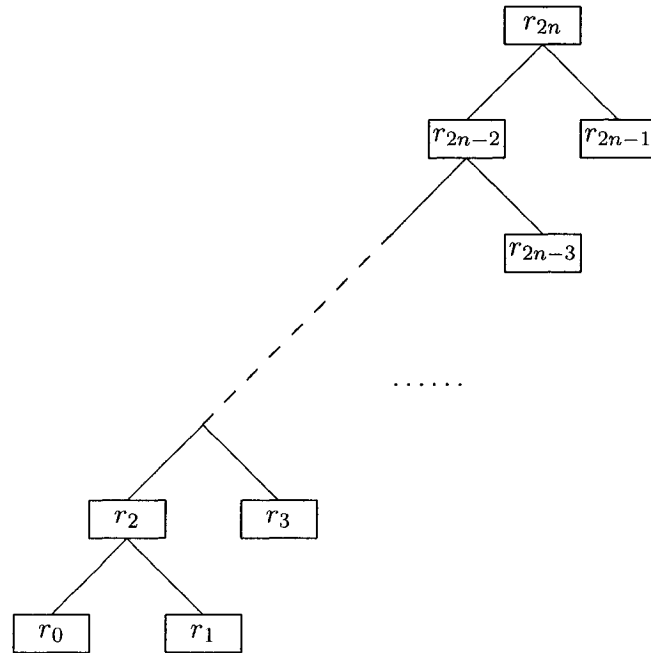 r_{2n}
r_{2n-2} r_{2n-1}
r_{2n-3}
......
r_2 r_3
r_0 r_1